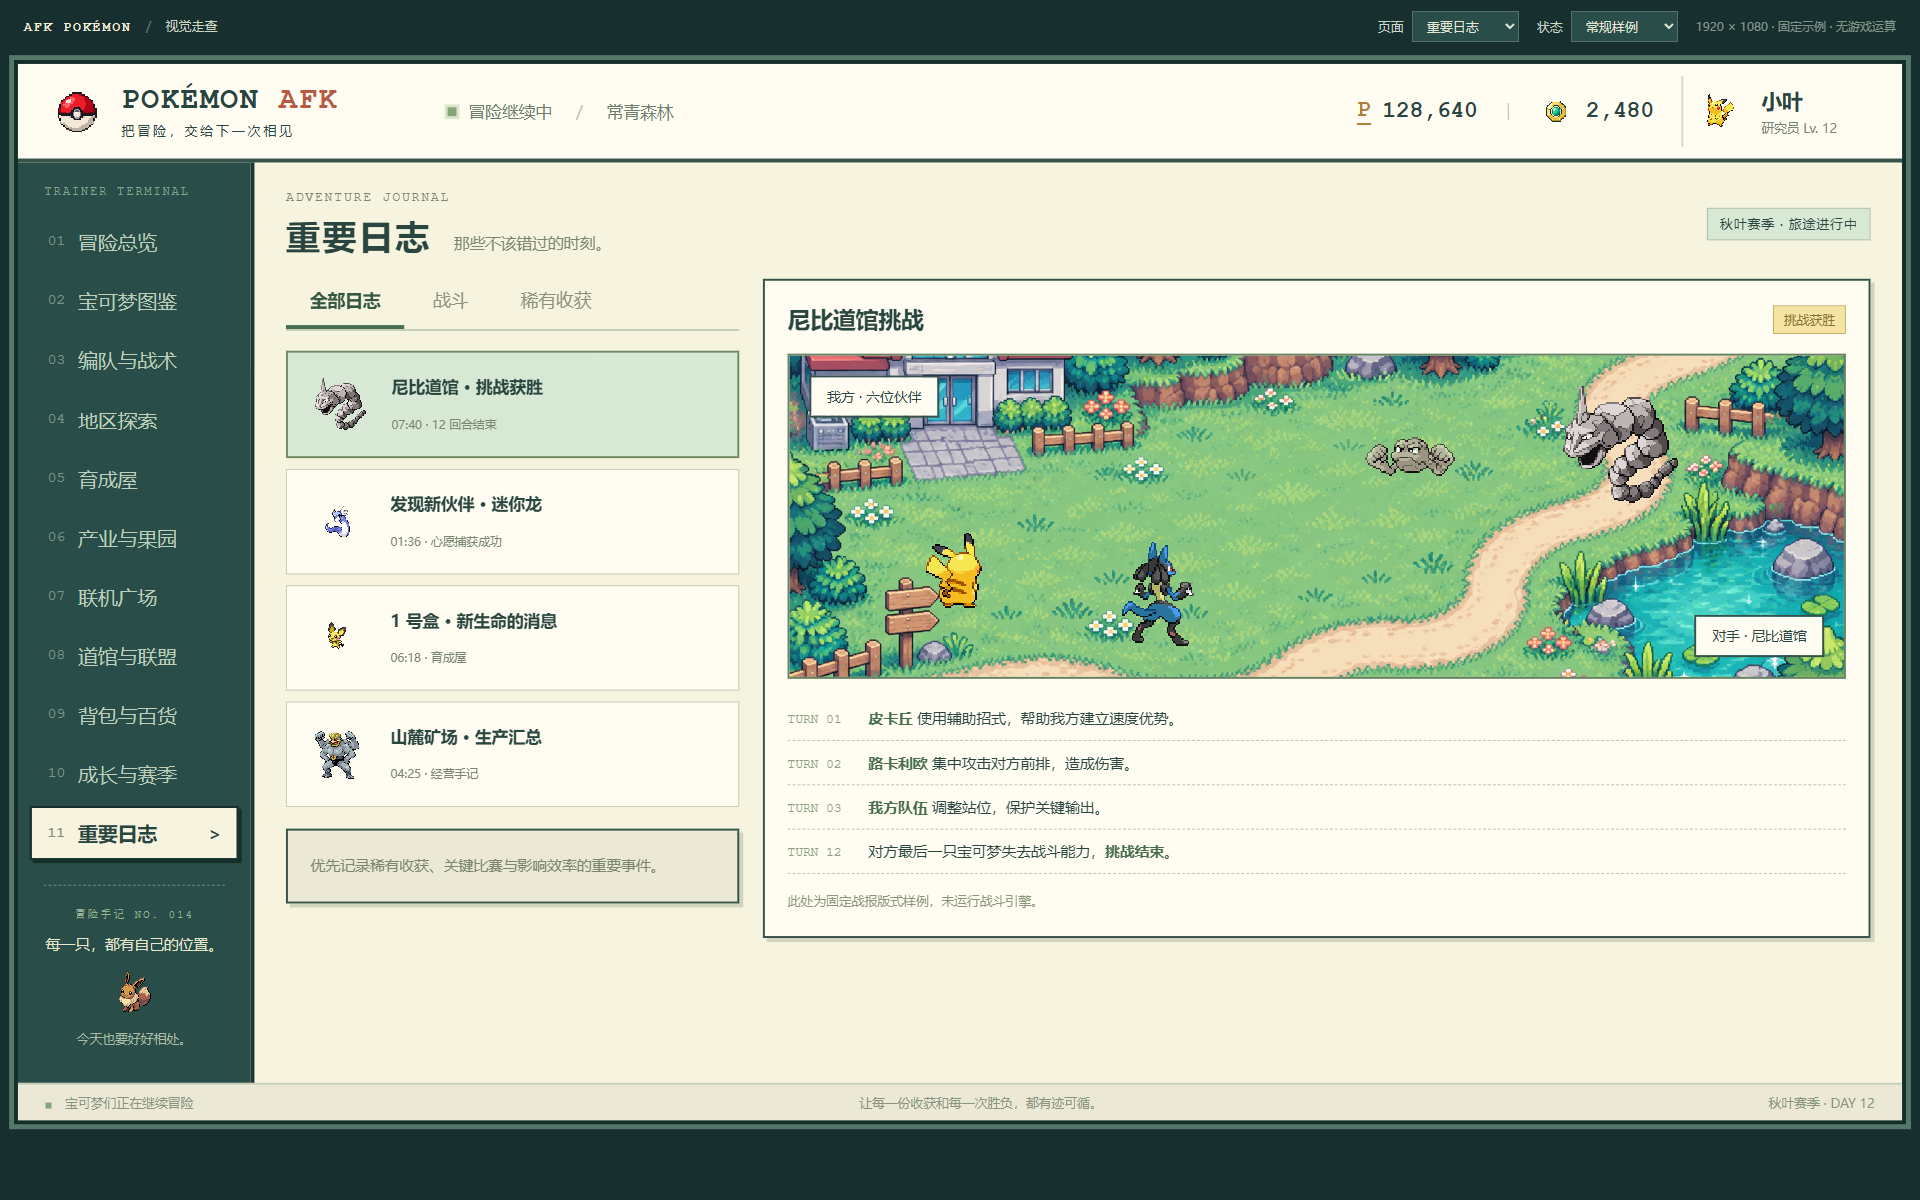 AFK POKÉMON / 视觉走查
页面 重要日志 状态 常规样例 1920 × 1080 · 固定示例 · 无游戏运算
POKÉMON AFK
把冒险，交给下一次相见
冒险继续中 / 常青森林
P 128,640 | 2,480
小叶
研究员 Lv. 12
TRAINER TERMINAL
01 冒险总览
02 宝可梦图鉴
03 编队与战术
04 地区探索
05 育成屋
06 产业与果园
07 联机广场
08 道馆与联盟
09 背包与百货
10 成长与赛季
11 重要日志 >
冒险手记 NO. 014
每一只，都有自己的位置。
今天也要好好相处。
ADVENTURE JOURNAL
重要日志 那些不该错过的时刻。
秋叶赛季 · 旅途进行中
全部日志 战斗 稀有收获
尼比道馆 · 挑战获胜
07:40 · 12 回合结束
发现新伙伴 · 迷你龙
01:36 · 心愿捕获成功
1 号盒 · 新生命的消息
06:18 · 育成屋
山麓矿场 · 生产汇总
04:25 · 经营手记
优先记录稀有收获、关键比赛与影响效率的重要事件。
尼比道馆挑战
挑战获胜
我方 · 六位伙伴
对手 · 尼比道馆
TURN 01 皮卡丘 使用辅助招式，帮助我方建立速度优势。
TURN 02 路卡利欧 集中攻击对方前排，造成伤害。
TURN 03 我方队伍 调整站位，保护关键输出。
TURN 12 对方最后一只宝可梦失去战斗能力，挑战结束。
此处为固定战报版式样例，未运行战斗引擎。
宝可梦们正在继续冒险
让每一份收获和每一次胜负，都有迹可循。
秋叶赛季 · DAY 12